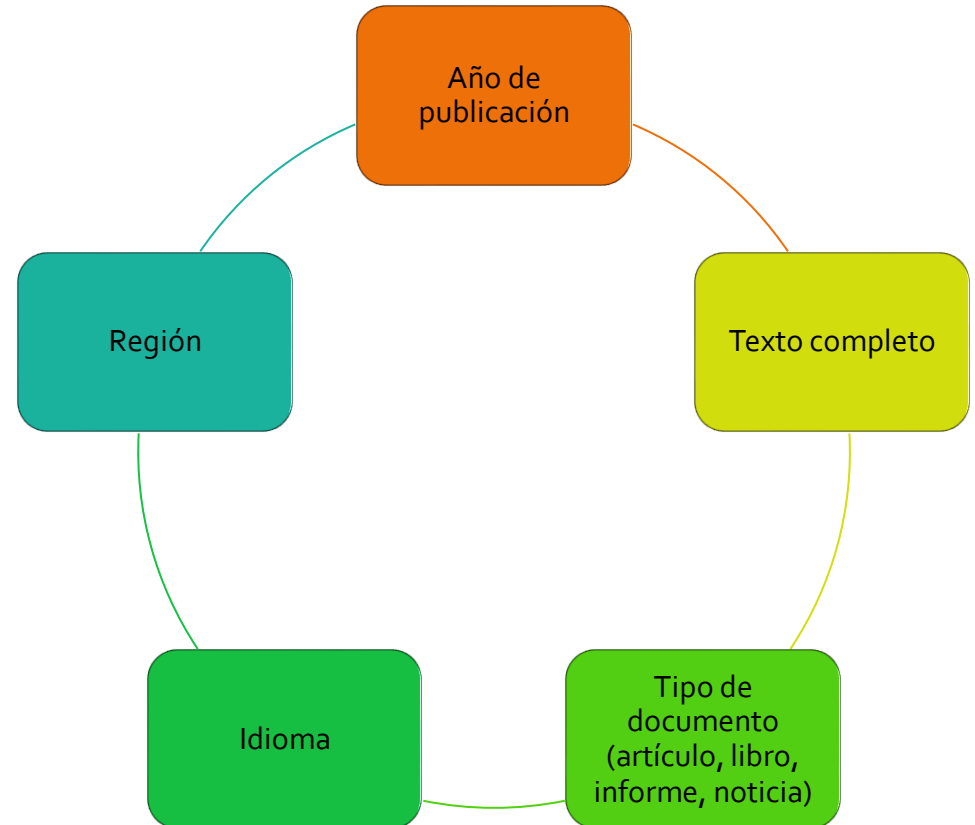 Año de
publicación
Texto completo
Tipo de
documento
(artículo, libro,
informe, noticia)
Idioma
Región